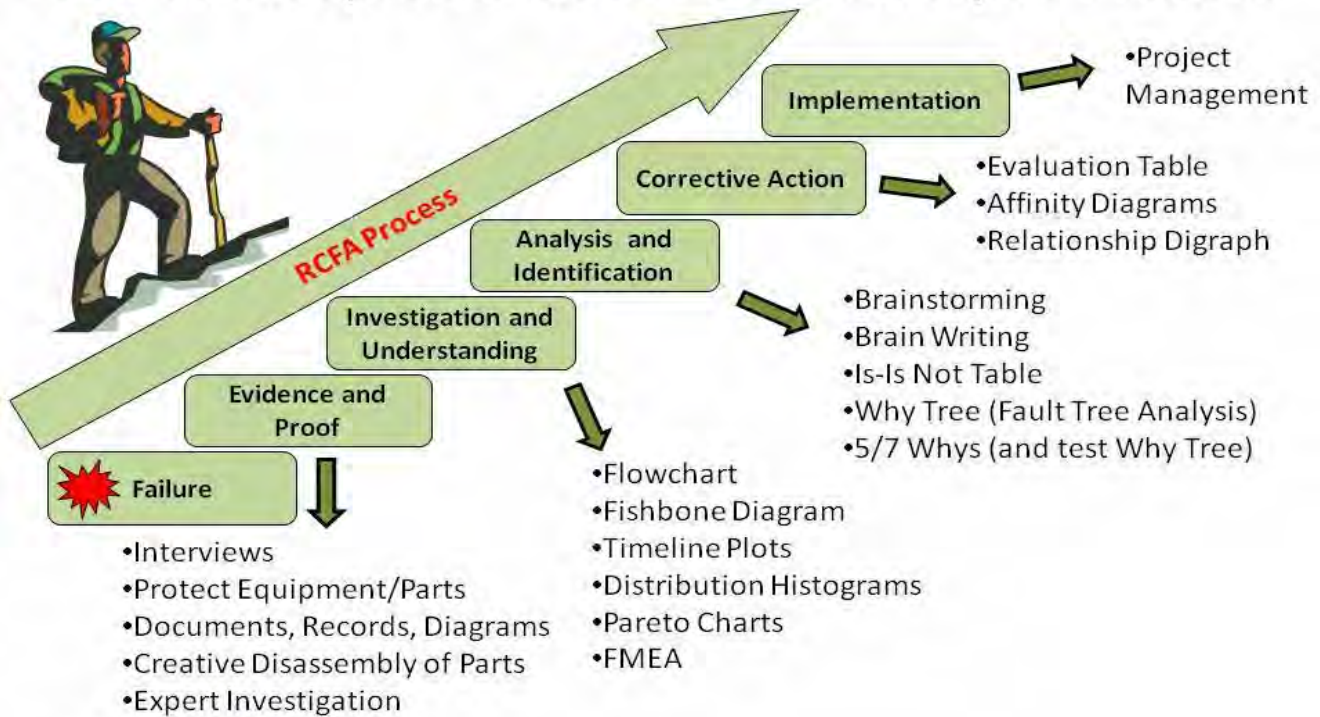 RCFA Process
Failure
•Interviews
•Protect Equipment/Parts
•Documents, Records, Diagrams
•Creative Disassembly of Parts
•Expert Investigation
Evidence and
Proof
Investigation and
Understanding
•Flowchart
•Fishbone Diagram
•Timeline Plots
•Distribution Histograms
•Pareto Charts
•FMEA
Analysis and
Identification
•Brainstorming
•Brain Writing
•Is-Is Not Table
•Why Tree (Fault Tree Analysis)
•5/7 Whys (and test Why Tree)
Corrective Action
•Evaluation Table
•Affinity Diagrams
•Relationship Digraph
Implementation
•Project
Management